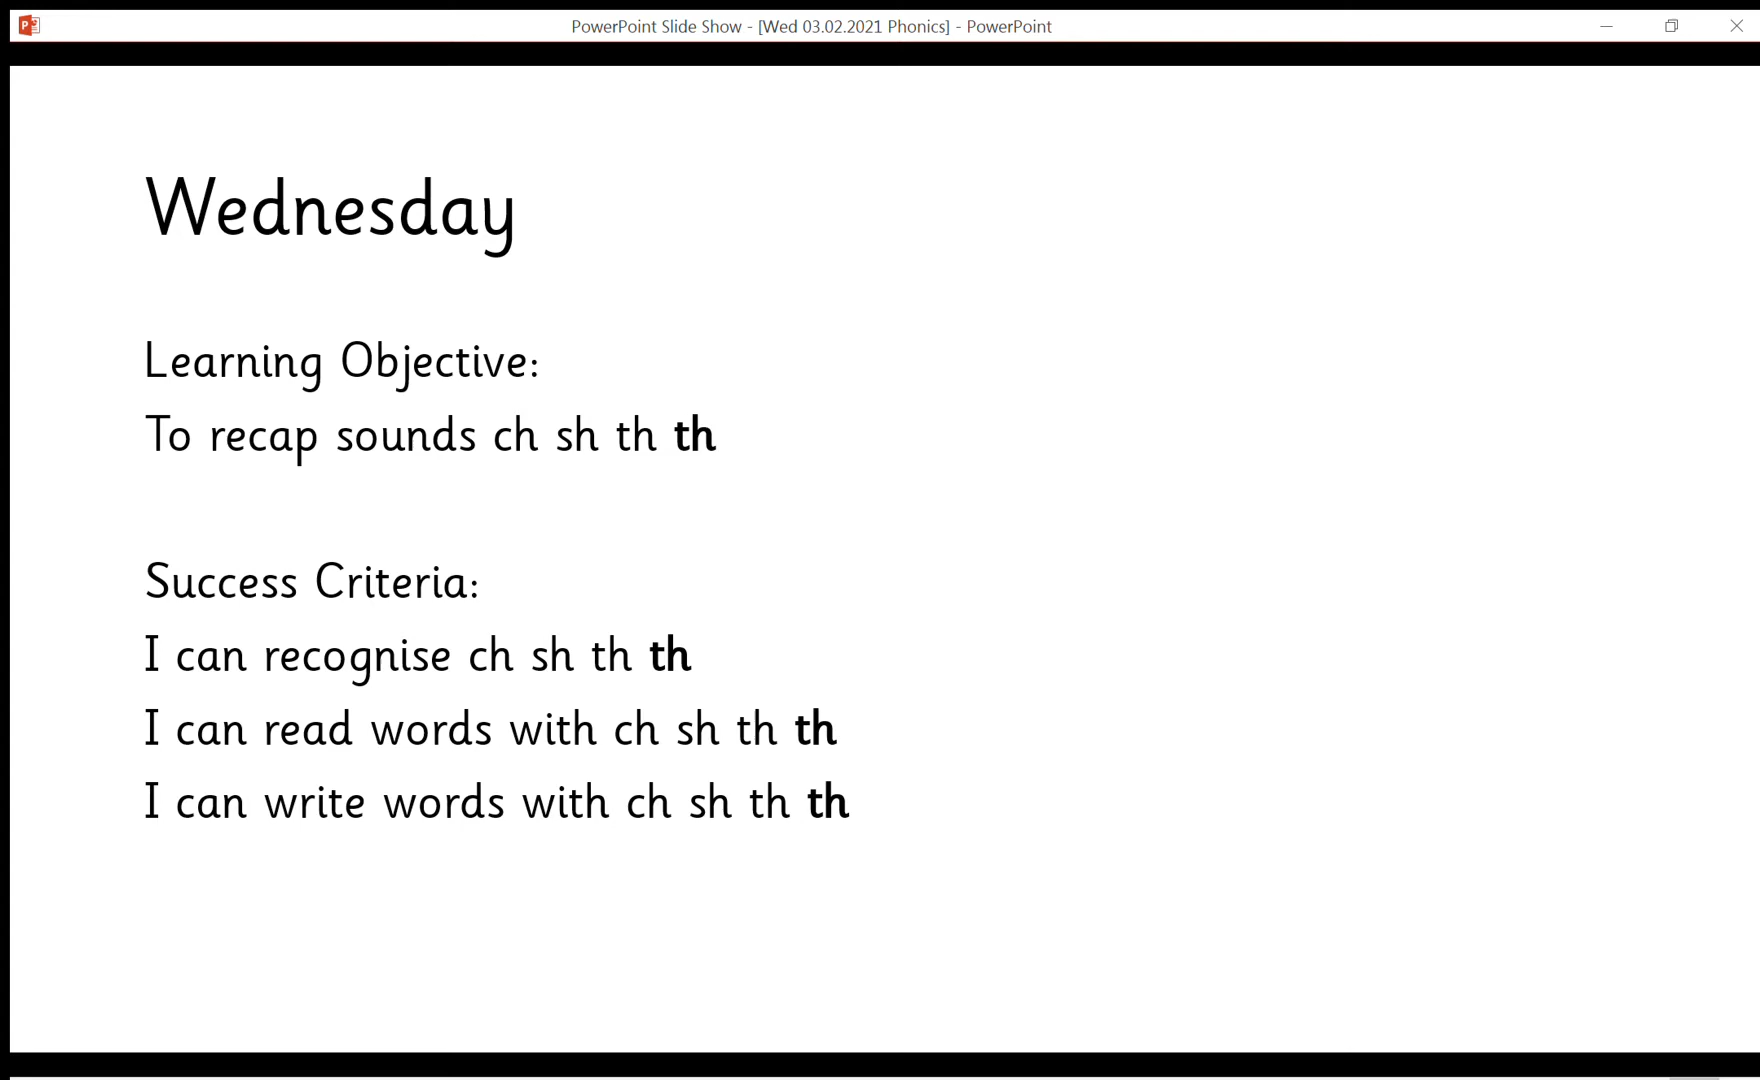 PowerPoint Slide Show - [Wed 03.02.2021 Phonics] - PowerPoint
Wednesday
Learning Objective:
To recap sounds ch sh th th
Success Criteria:
I can recognise ch sh th th
I can read words with ch sh th th
I can write words with ch sh th th